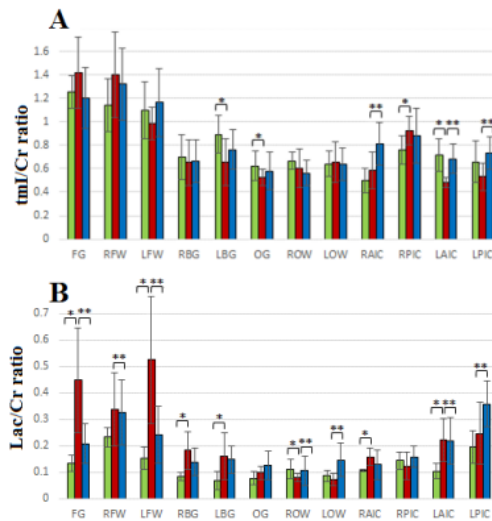 A
tmI/Cr ratio
1.6
1.4
1.2
1
0.8
0.6
0.4
0.2
0
* * ** * * ** * **
FG RFW LFW RBG LBG OG ROW LOW RAIC RPIC LAIC LPIC
B
Lac/Cr ratio
0.7
0.6
0.5
0.4
0.3
0.2
0.1
0
* ** ** * ** * * * ** ** * * ** **
FG RFW LFW RBG LBG OG ROW LOW RAIC RPIC LAIC LPIC